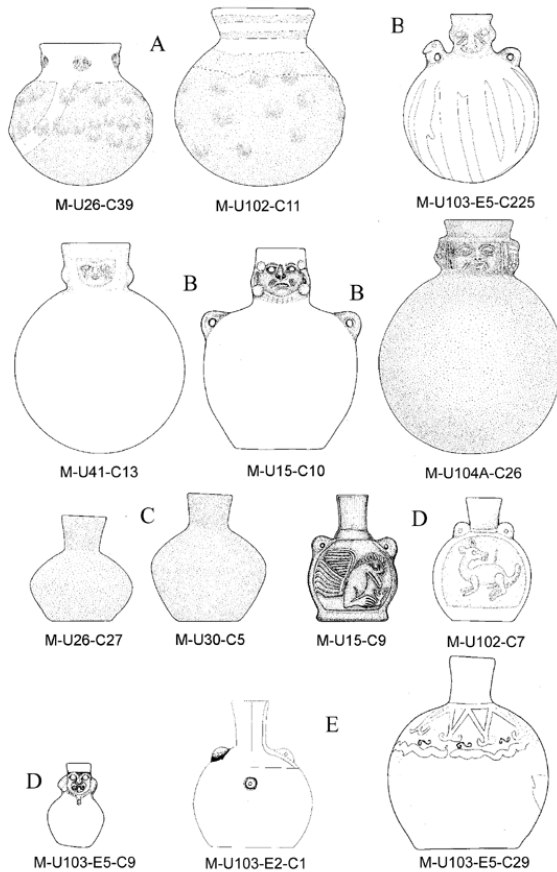 A
B
M-U26-C39
M-U102-C11
M-U103-E5-C225
B
B
M-U41-C13
M-U15-C10
M-U104A-C26
C
D
M-U26-C27
M-U30-C5
M-U15-C9
M-U102-C7
D
E
M-U103-E5-C9
M-U103-E2-C1
M-U103-E5-C29